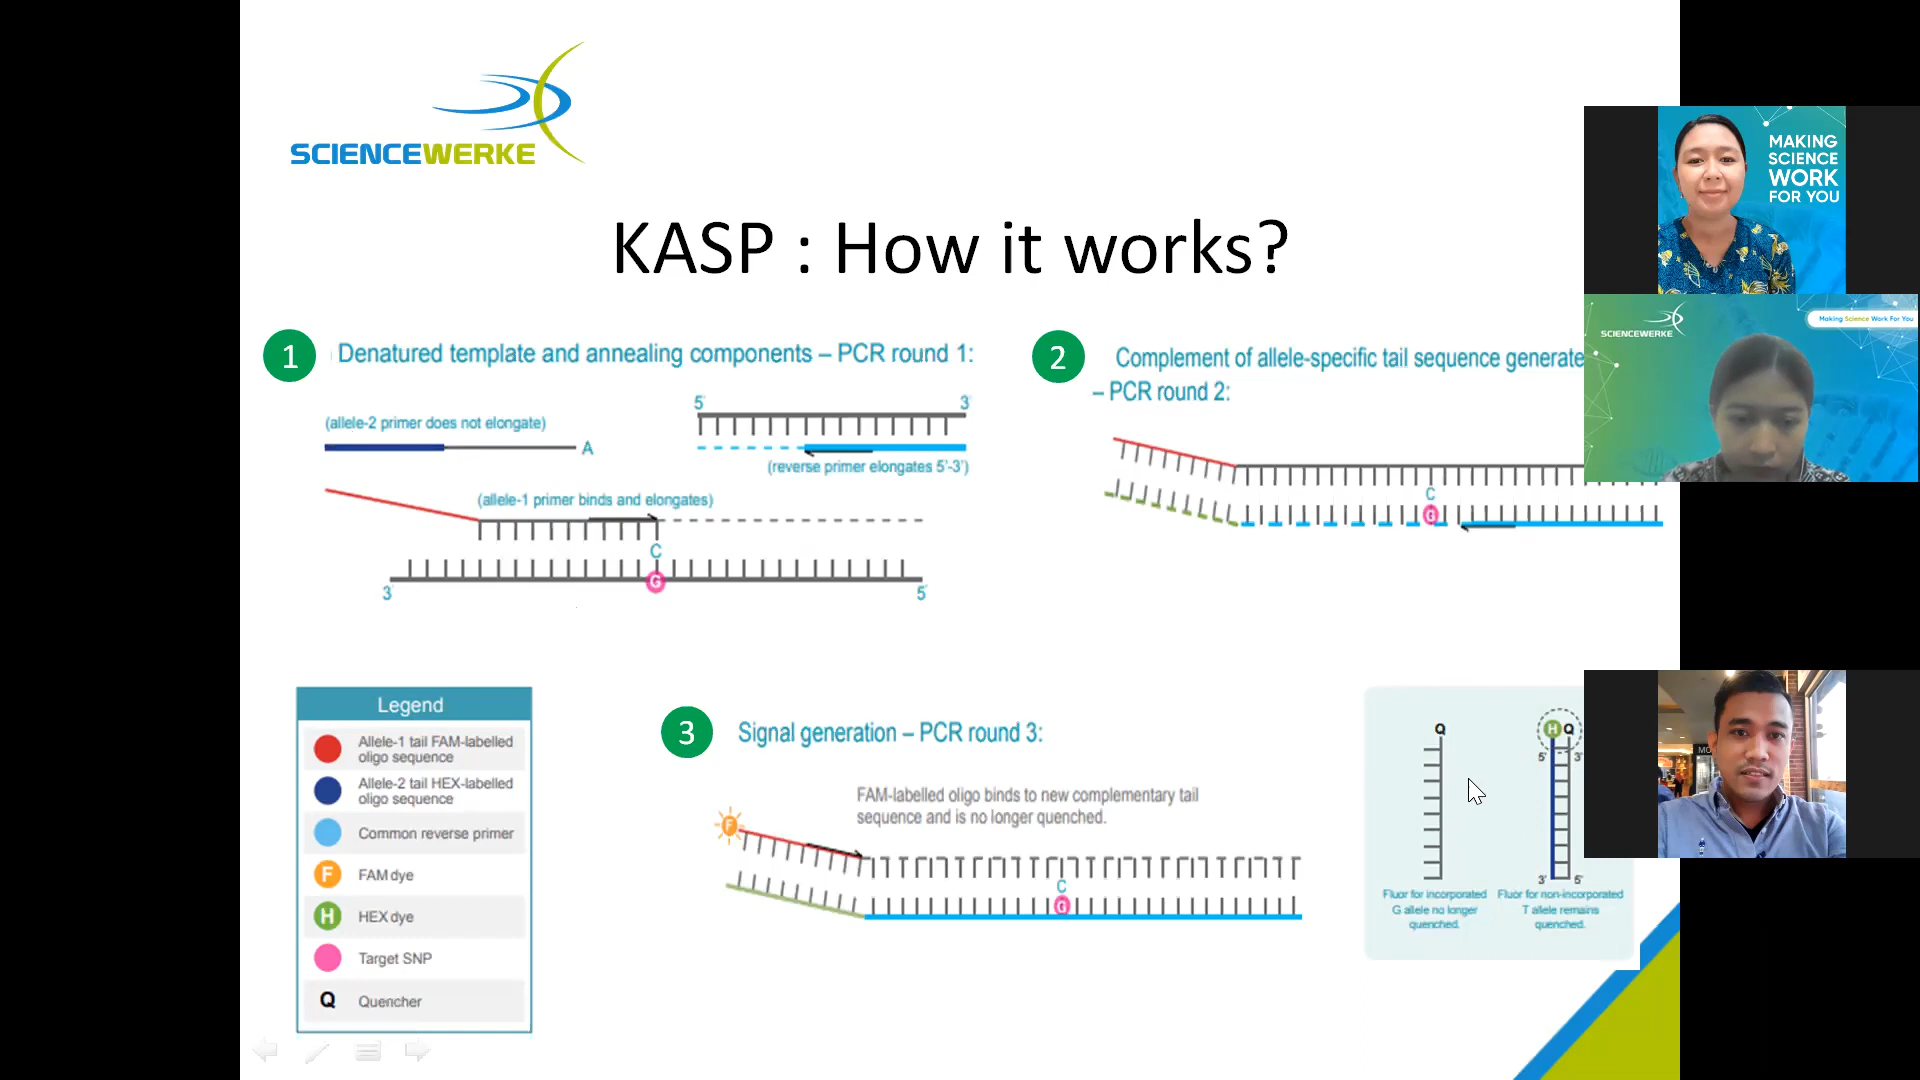 SCIENCEWERKE
KASP : How it works?
1
Denatured template and annealing components – PCR round 1:
(allele-2 primer does not elongate)
A
5'
3'
(reverse primer elongates 5'-3')
(allele-1 primer binds and elongates)
C
G
3'
5'
2
Complement of allele-specific tail sequence generate
– PCR round 2:
C
G
Legend
Allele-1 tail FAM-labelled
oligo sequence
Allele-2 tail HEX-labelled
oligo sequence
Common reverse primer
F
FAM dye
H
HEX dye
Target SNP
Q
Quencher
3
Signal generation – PCR round 3:
FAM-labelled oligo binds to new complementary tail
sequence and is no longer quenched.
F
C
G
Q
H Q
5'
3'
3'
5'
Fluor for incorporated
G allele no longer
quenched.
Fluor for non-incorporated
T allele remains
quenched.
MAKING
SCIENCE
WORK
FOR YOU
SCIENCEWERKE
Making Science Work For You
MO